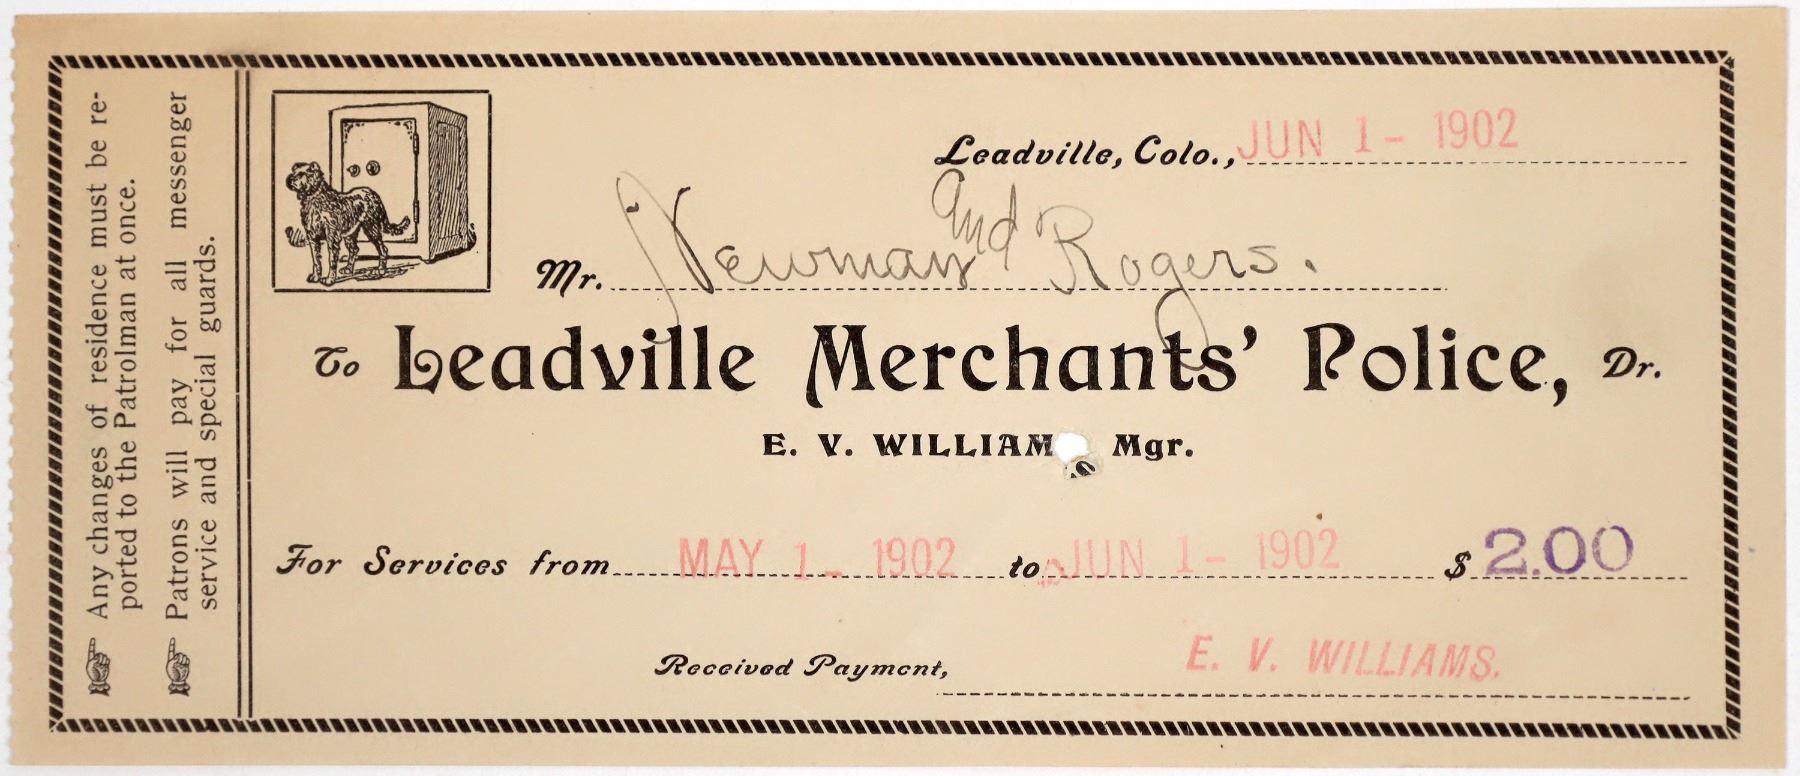 Any changes of residence must be re-
ported to the Patrolman at once.
Patrons will pay for all messenger
service and special guards.
Leadville, Colo., JUN 1 - 1902
Mr. Newman and Rogers.
To Leadville Merchants' Police, Dr.
E. V. WILLIAMS Mgr.
For Services from MAY 1 - 1902 to JUN 1 - 1902 $ 2.00
Received Payment, E. V. WILLIAMS.